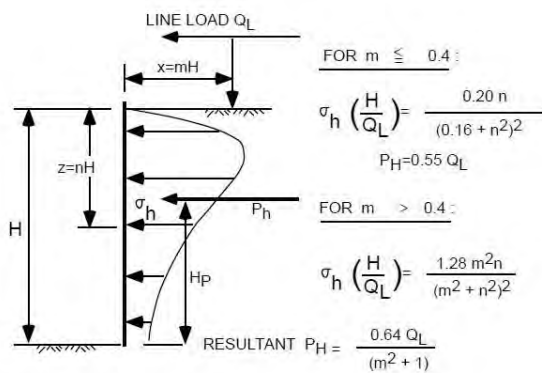 LINE LOAD Q_L
x=mH
z=nH
H
σ_h
P_h
H_P
FOR m ≦ 0.4 :
σ_h (H/Q_L) = 0.20 n / (0.16 + n²)²
P_H=0.55 Q_L
FOR m > 0.4 :
σ_h (H/Q_L) = 1.28 m²n / (m² + n²)²
RESULTANT P_H = 0.64 Q_L / (m² + 1)